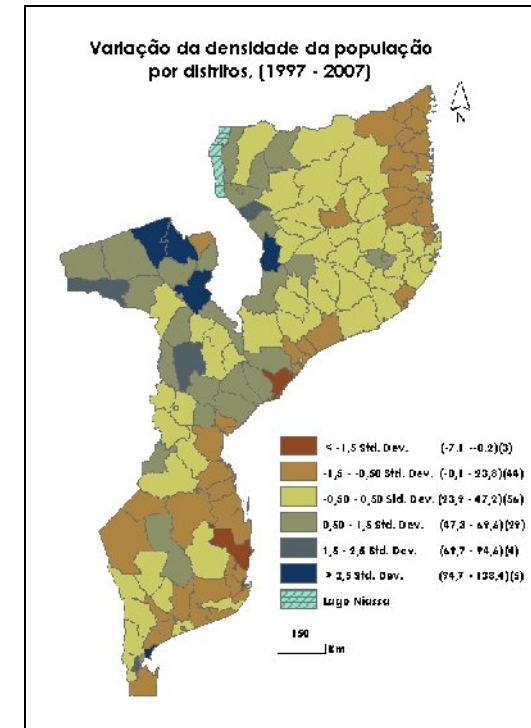 Variação da densidade da população
por distritos, (1997 - 2007)
N
< -1,5 Std. Dev. (-7.1 --0.2)(3)
-1,5 - -0,50 Std. Dev. (-0,1 - 23,8)(44)
-0,50 - 0,50 Std. Dev. (23,9 - 47,2)(56)
0,50 - 1,5 Std. Dev. (47,3 - 69,6)(29)
1,5 - 2,5 Std. Dev. (69,7 - 94,6)(4)
> 2,5 Std. Dev. (94,7 - 138,4)(5)
Lago Niassa
150
Km